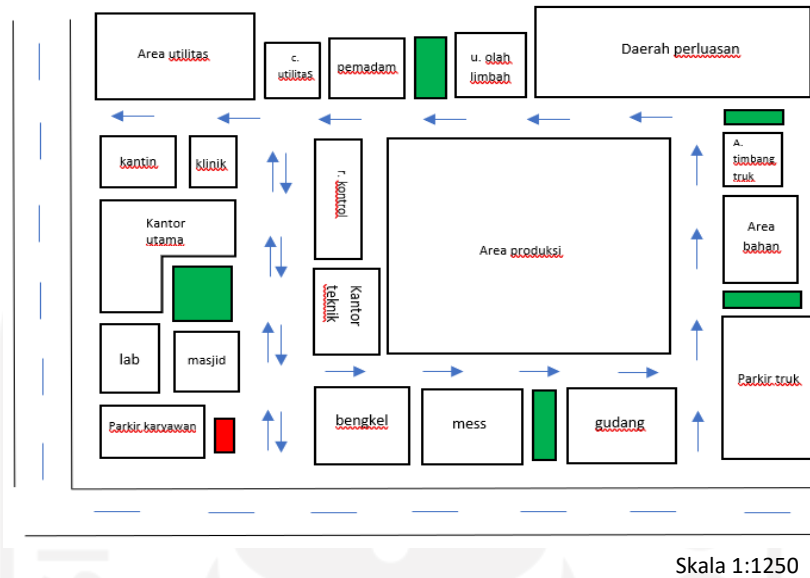 Area utilitas
c.
utilitas
pemadam
u. olah
limbah
Daerah perluasan
kantin
klinik
r. kontrol
A.
timbang
truk
Kantor
utama
Area produksi
Area
bahan
Kantor
teknik
lab
masjid
Parkir truk
Parkir karyawan
bengkel
mess
gudang
Skala 1:1250